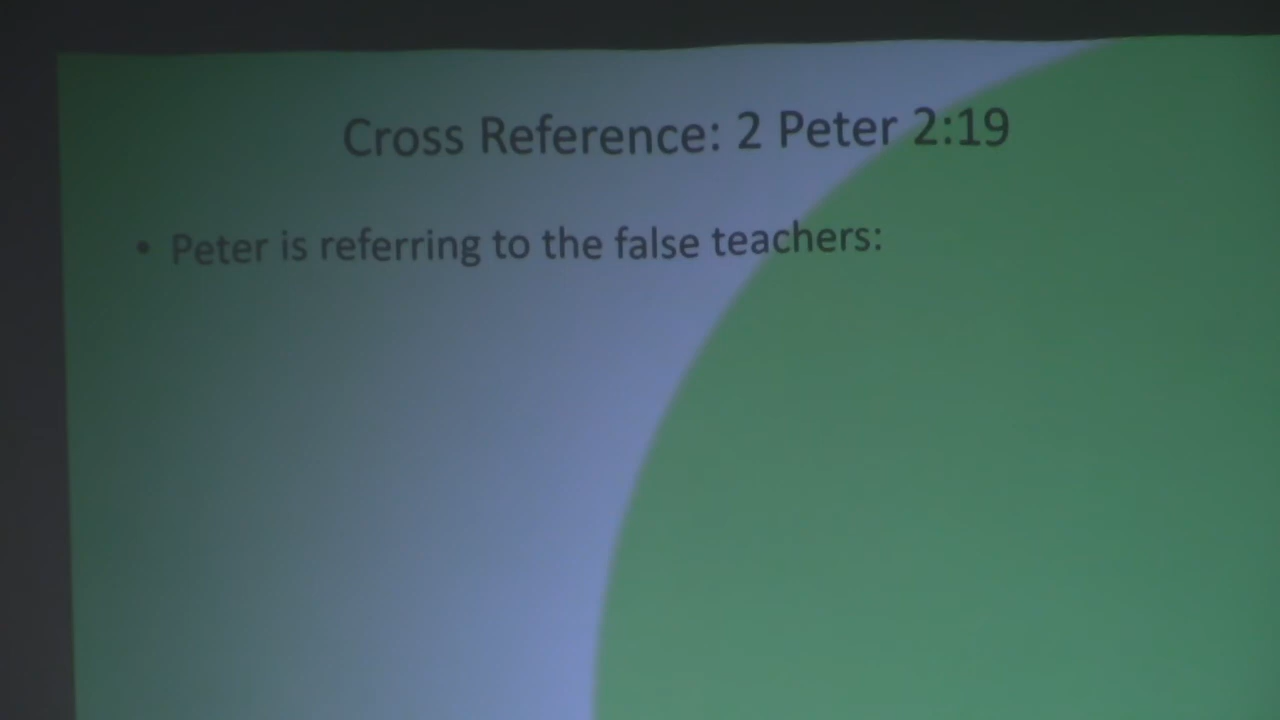 Cross Reference: 2 Peter 2:19
• Peter is referring to the false teachers: